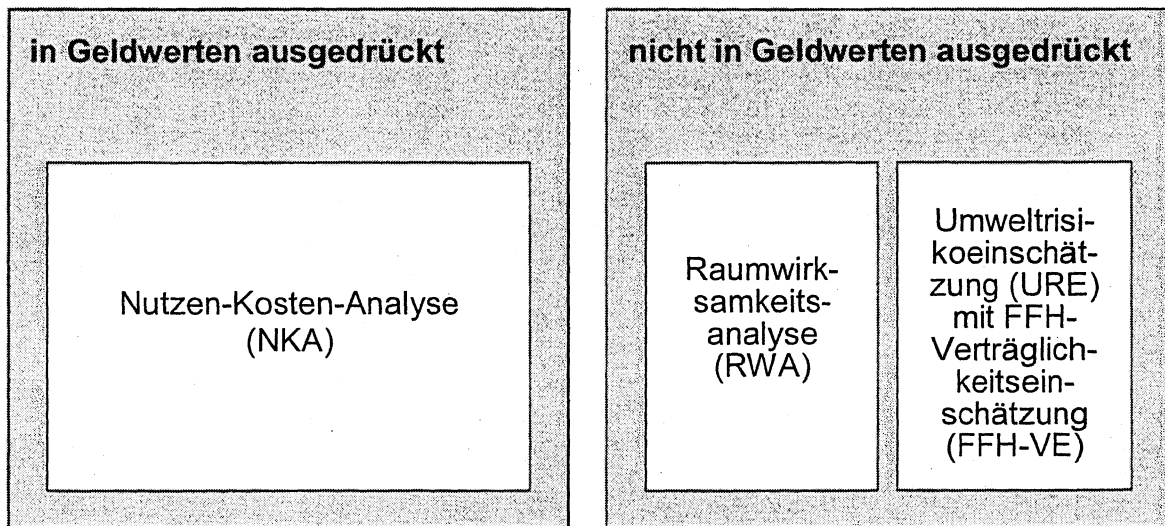 in Geldwerten ausgedrückt
Nutzen-Kosten-Analyse
(NKA)
nicht in Geldwerten ausgedrückt
Raumwirk-
samkeits-
analyse
(RWA)
Umweltrisi-
koeinschät-
zung (URE)
mit FFH-
Verträglich-
keitsein-
schätzung
(FFH-VE)